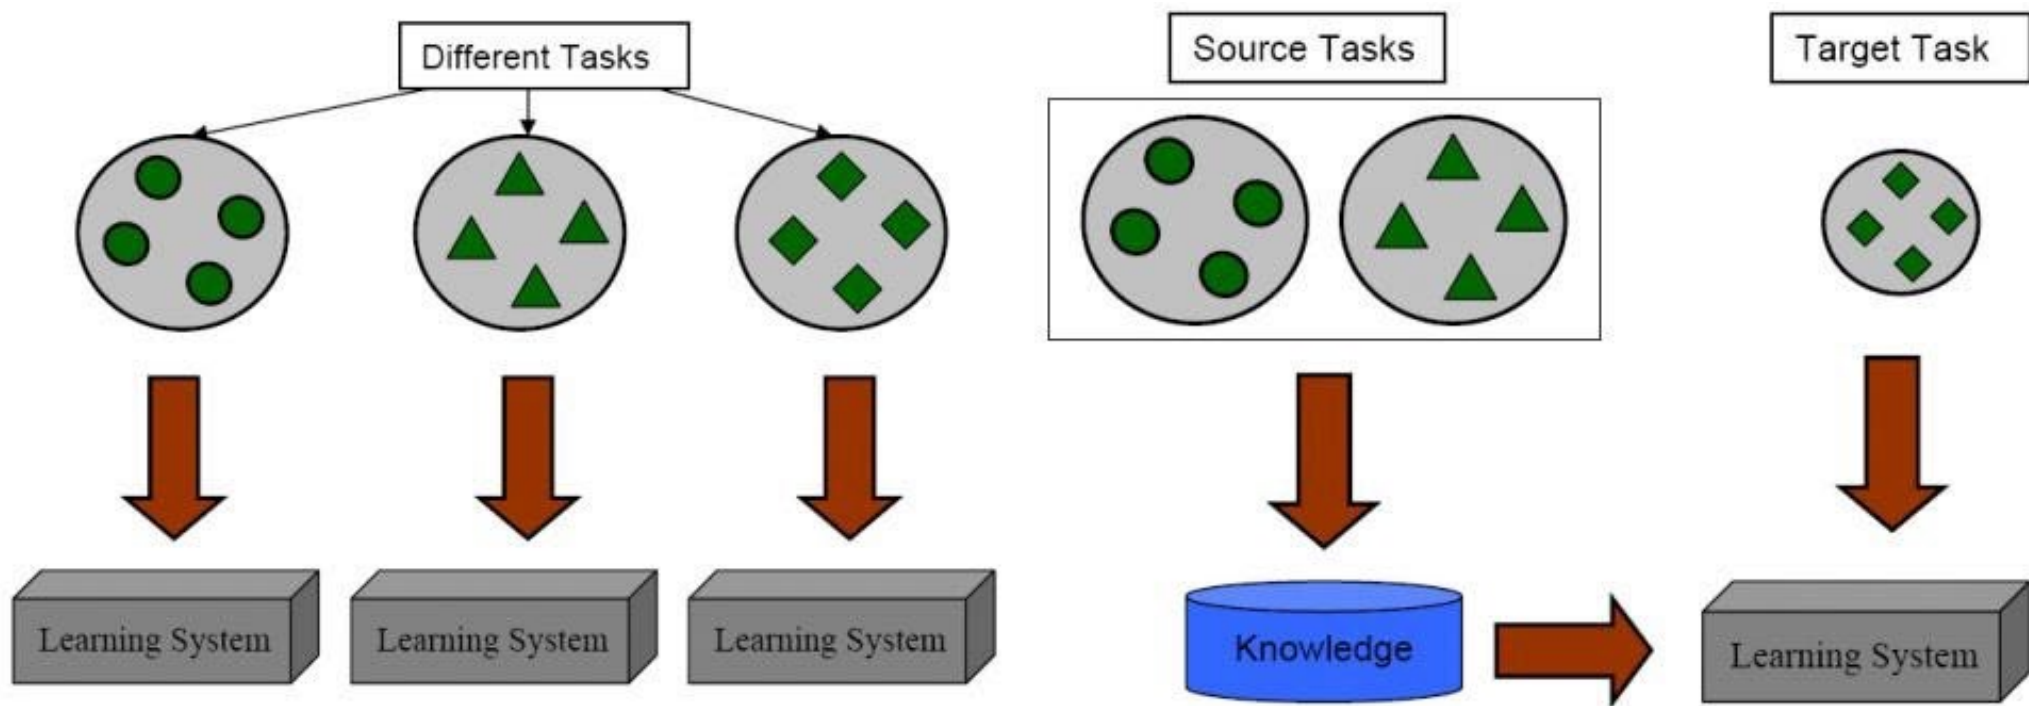 Different Tasks
Source Tasks
Target Task
Learning System
Learning System
Learning System
Knowledge
Learning System